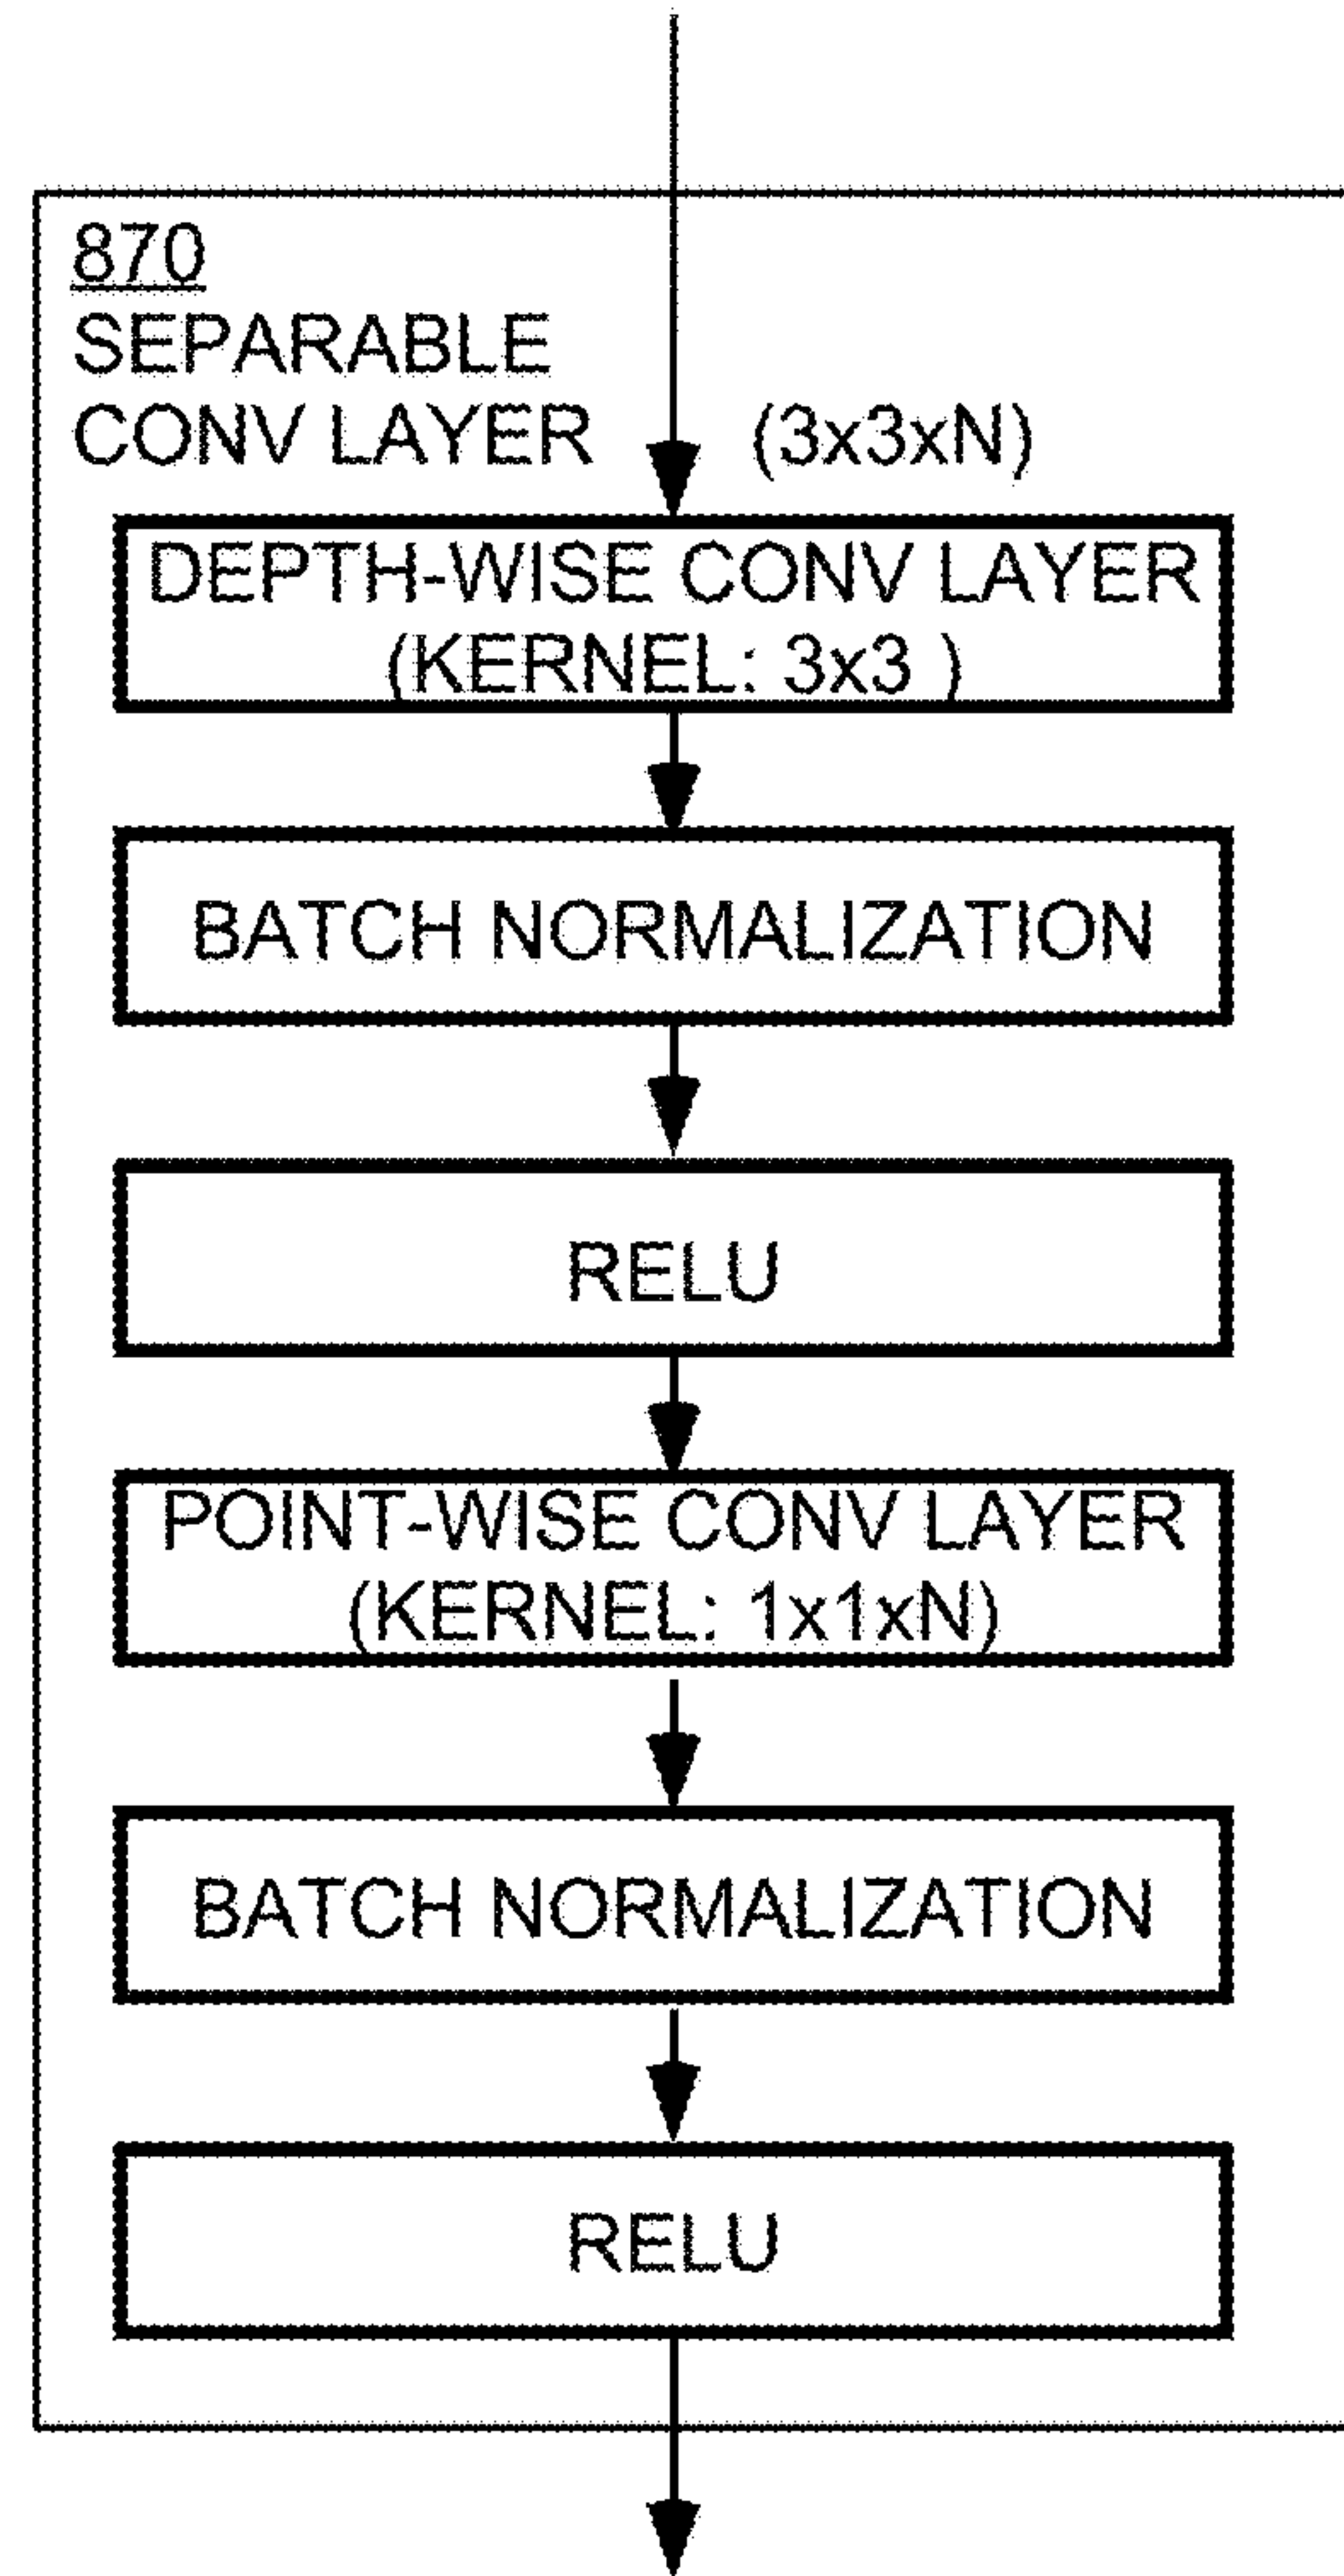 870
SEPARABLE
CONV LAYER (3x3xN)
DEPTH-WISE CONV LAYER
(KERNEL: 3x3 )
BATCH NORMALIZATION
RELU
POINT-WISE CONV LAYER
(KERNEL: 1x1xN)
BATCH NORMALIZATION
RELU